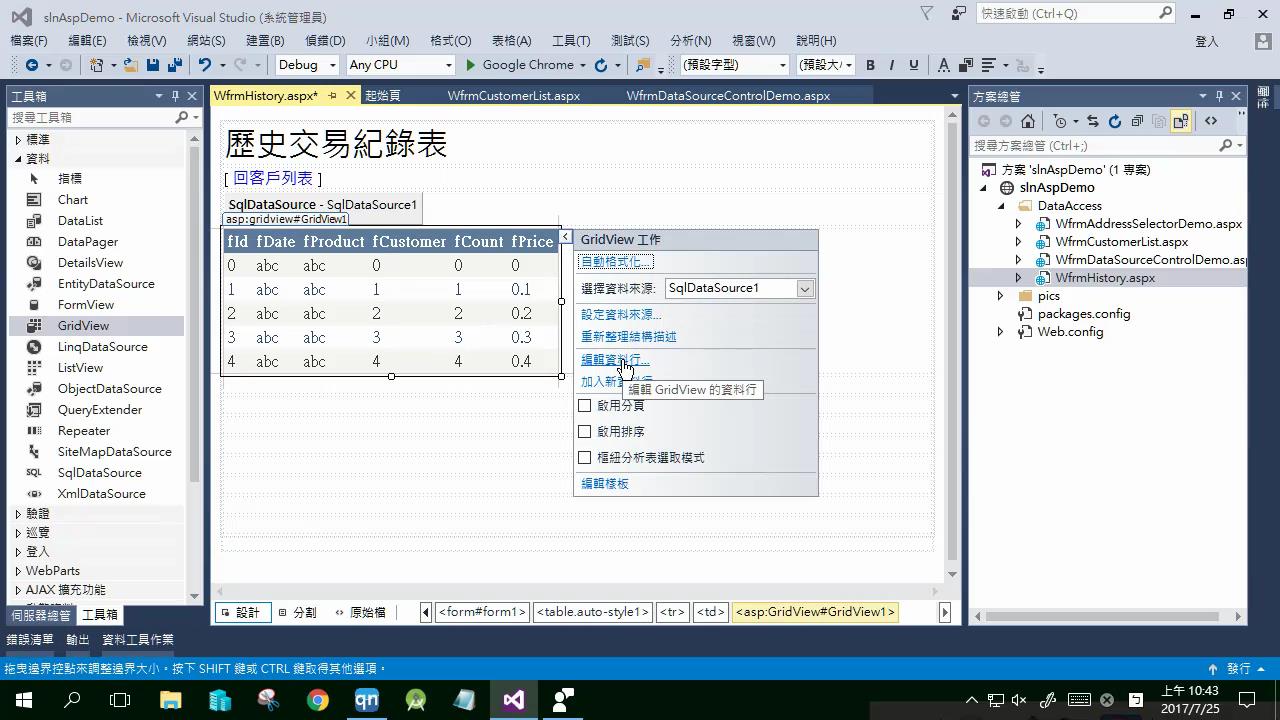 slnAspDemo - Microsoft Visual Studio (系統管理員)
快速啟動 (Ctrl+Q)
檔案(F) 編輯(E) 檢視(V) 網站(S) 建置(B) 偵錯(D) 小組(M) 格式(O) 表格(A) 工具(T) 測試(S) 分析(N) 視窗(W) 說明(H)
登入
Debug Any CPU Google Chrome (預設字型) (預設大 B I U A
工具箱
搜尋工具箱
標準
資料
指標
Chart
DataList
DataPager
DetailsView
EntityDataSource
FormView
GridView
LinqDataSource
ListView
ObjectDataSource
QueryExtender
Repeater
SiteMapDataSource
SQL SqlDataSource
XmlDataSource
驗證
巡覽
登入
WebParts
AJAX 擴充功能
伺服器總管 工具箱
WfrmHistory.aspx* 起始頁 WfrmCustomerList.aspx WfrmDataSourceControlDemo.aspx
歷史交易紀錄表
[ 回客戶列表 ]
SqlDataSource - SqlDataSource1
asp:gridview#GridView1
fId fDate fProduct fCustomer fCount fPrice
0 abc abc 0 0 0
1 abc abc 1 1 0.1
2 abc abc 2 2 0.2
3 abc abc 3 3 0.3
4 abc abc 4 4 0.4
GridView 工作
自動格式化...
選擇資料來源: SqlDataSource1
設定資料來源...
重新整理結構描述
編輯資料行...
加入新資料行...
編輯 GridView 的資料行
啟用分頁
啟用排序
樞紐分析表選取模式
編輯樣板
設計 分割 原始檔 <form#form1> <table.auto-style1> <tr> <td> <asp:GridView#GridView1>
方案總管
搜尋方案總管 (Ctrl+;)
方案 'slnAspDemo' (1 專案)
slnAspDemo
DataAccess
WfrmAddressSelectorDemo.aspx
WfrmCustomerList.aspx
WfrmDataSourceControlDemo.asp
WfrmHistory.aspx
pics
packages.config
Web.config
錯誤清單 輸出 資料工具作業
拖曳邊界控點來調整邊界大小。按下 SHIFT 鍵或 CTRL 鍵取得其他選項。
發行
qn
上午 10:43
2017/7/25